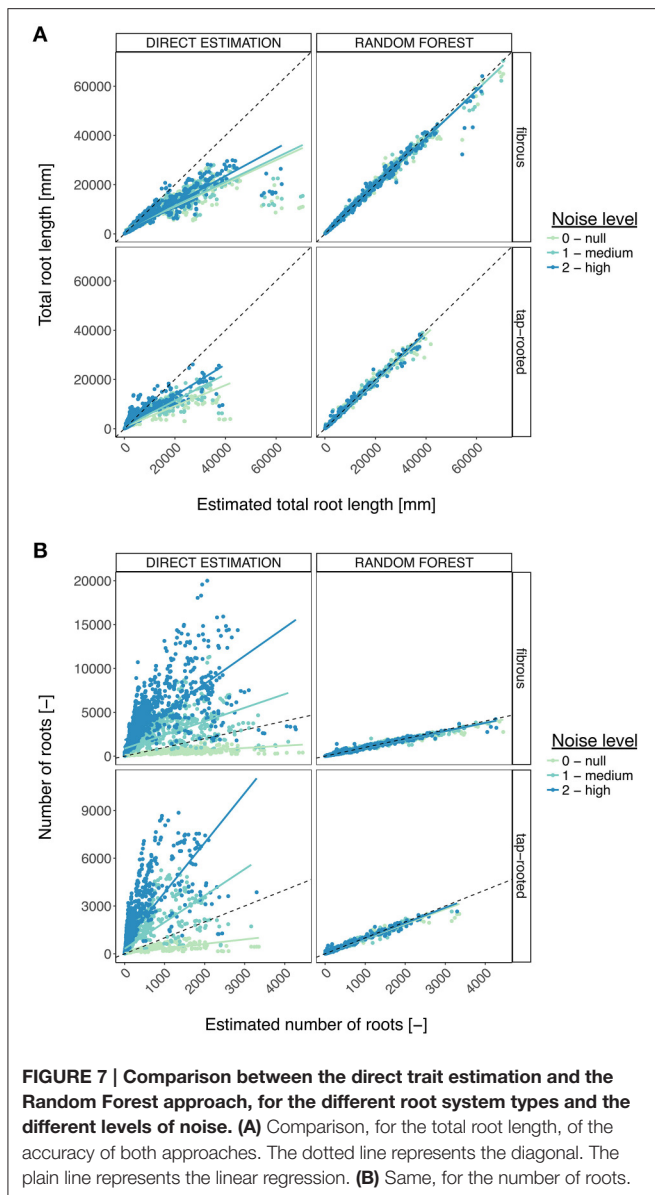 A
DIRECT ESTIMATION
RANDOM FOREST
60000
40000
20000
0
fibrous
60000
40000
20000
0
tap-rooted
Total root length [mm]
0
20000
40000
60000
0
20000
40000
60000
Estimated total root length [mm]
Noise level
0 – null
1 – medium
2 – high
B
DIRECT ESTIMATION
RANDOM FOREST
20000
15000
10000
5000
0
fibrous
9000
6000
3000
0
tap-rooted
Number of roots [–]
0
1000
2000
3000
4000
0
1000
2000
3000
4000
Estimated number of roots [–]
Noise level
0 – null
1 – medium
2 – high
FIGURE 7 | Comparison between the direct trait estimation and the
Random Forest approach, for the different root system types and the
different levels of noise. (A) Comparison, for the total root length, of the
accuracy of both approaches. The dotted line represents the diagonal. The
plain line represents the linear regression. (B) Same, for the number of roots.